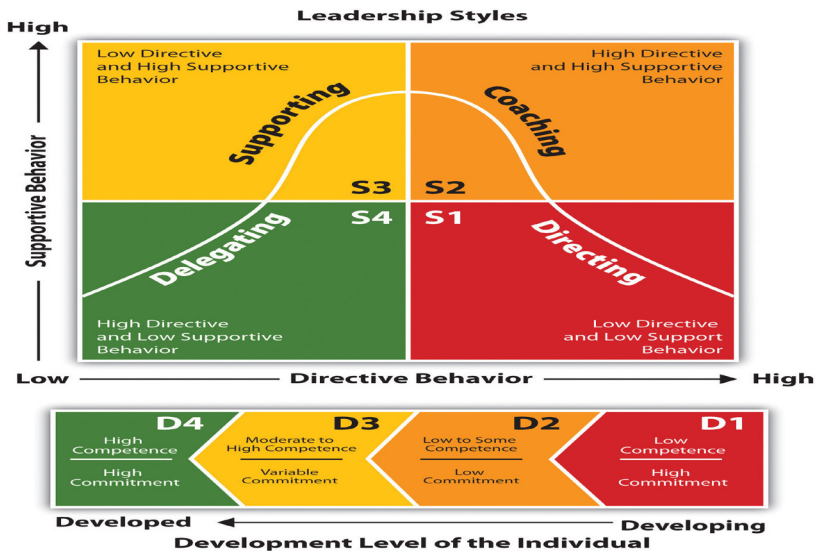 Leadership Styles
High
Low Directive
and High Supportive
Behavior
High Directive
and High Supportive
Behavior
Supporting
Coaching
S3
S2
Supportive Behavior
S4
S1
Delegating
Directing
High Directive
and Low Supportive
Behavior
Low Directive
and Low Support
Behavior
Low
Directive Behavior
High
D4
High
Competence
High
Commitment
D3
Moderate to
High Competence
Variable
Commitment
D2
Low to Some
Competence
Low
Commitment
D1
Low
Competence
High
Commitment
Developed
Developing
Development Level of the Individual